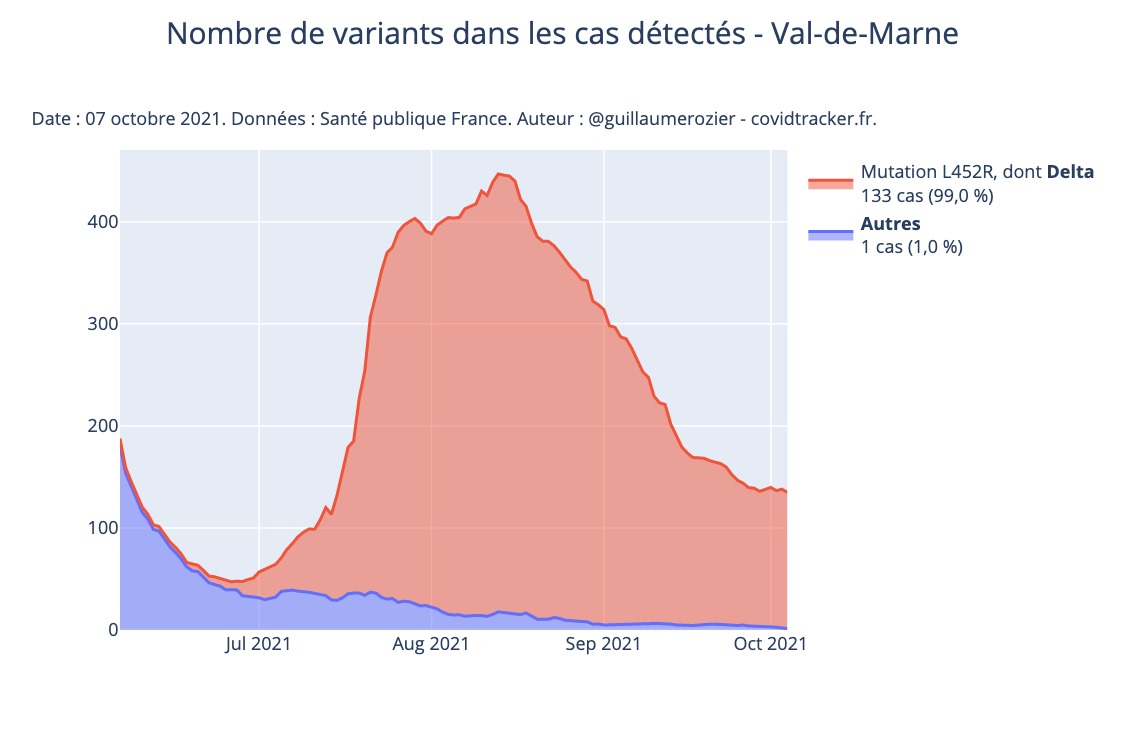 Nombre de variants dans les cas détectés - Val-de-Marne
Date : 07 octobre 2021. Données : Santé publique France. Auteur : @guillaumerozier - covidtracker.fr.
Mutation L452R, dont Delta
133 cas (99,0 %)
Autres
1 cas (1,0 %)
400
300
200
100
0
Jul 2021
Aug 2021
Sep 2021
Oct 2021